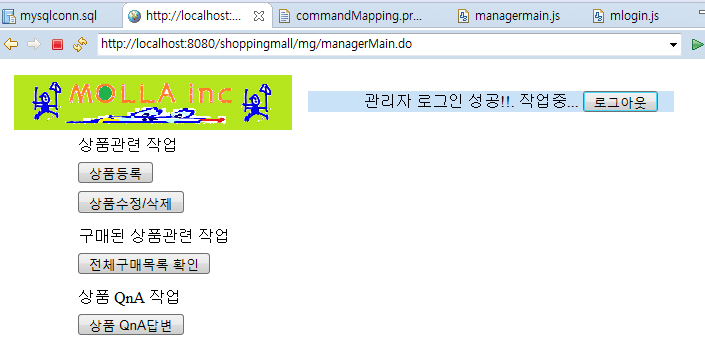 mysqlconn.sql
http://localhost:...
commandMapping.pr...
managermain.js
mlogin.js
http://localhost:8080/shoppingmall/mg/managerMain.do
MOLLA inc
관리자 로그인 성공!!. 작업중... 로그아웃
상품관련 작업
상품등록
상품수정/삭제
구매된 상품관련 작업
전체구매목록 확인
상품 QnA 작업
상품 QnA답변